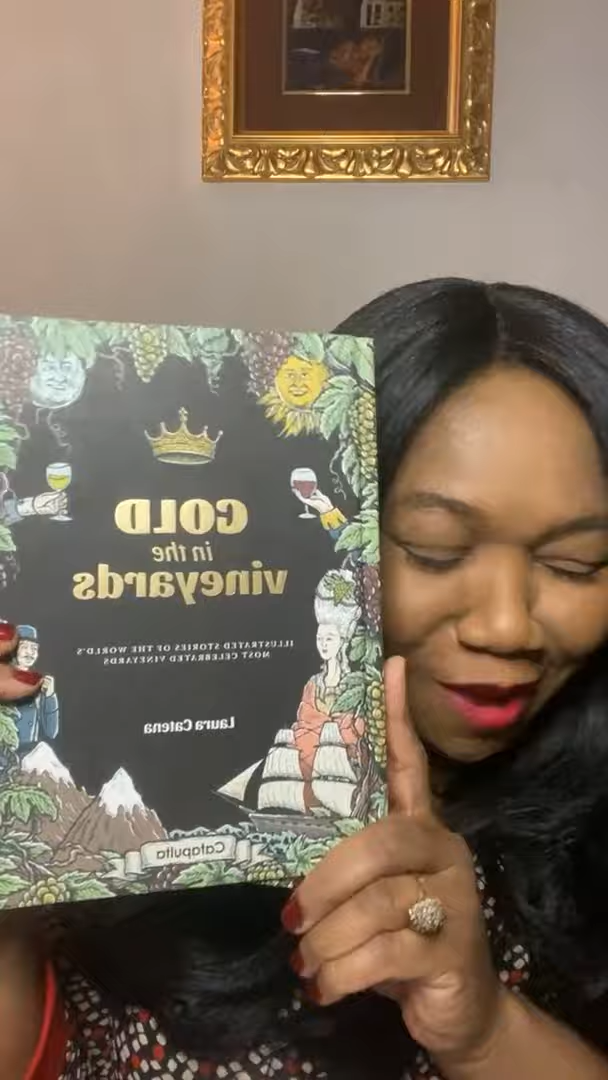 GOLD
in the
vineyards
ILLUSTRATED STORIES OF THE WORLD'S
MOST CELEBRATED VINEYARDS
Laura Catena
Catapulta